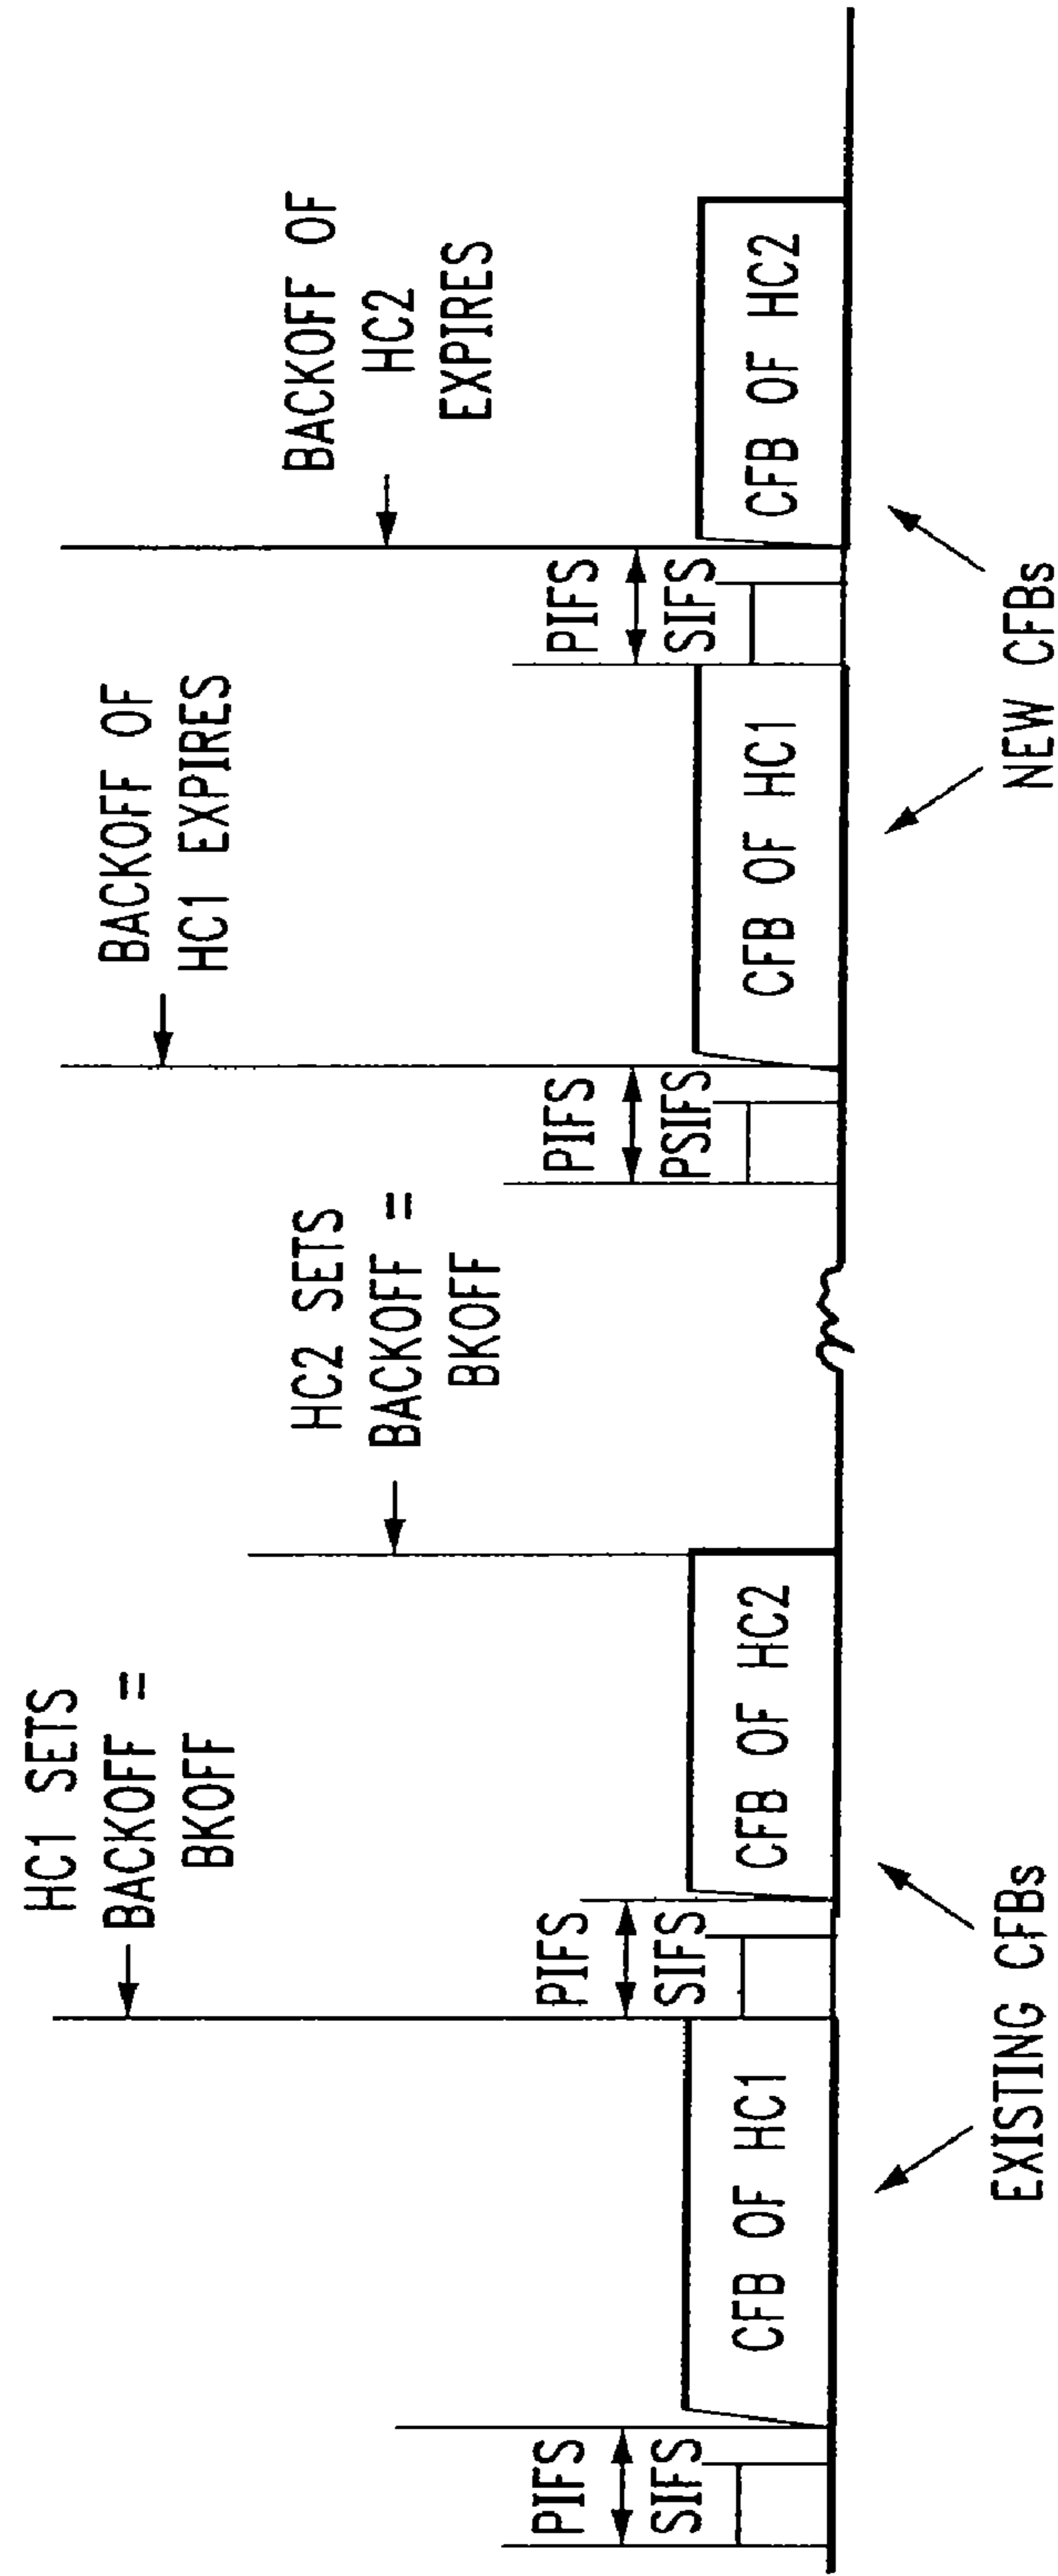 HC1 SETS
BACKOFF =
BKOFF
HC2 SETS
BACKOFF =
BKOFF
BACKOFF OF
HC1 EXPIRES
BACKOFF OF
HC2
EXPIRES
PIFS
SIFS
CFB OF HC1
PIFS
SIFS
CFB OF HC2
PIFS
PSIFS
CFB OF HC1
PIFS
SIFS
CFB OF HC2
EXISTING CFBs
NEW CFBs